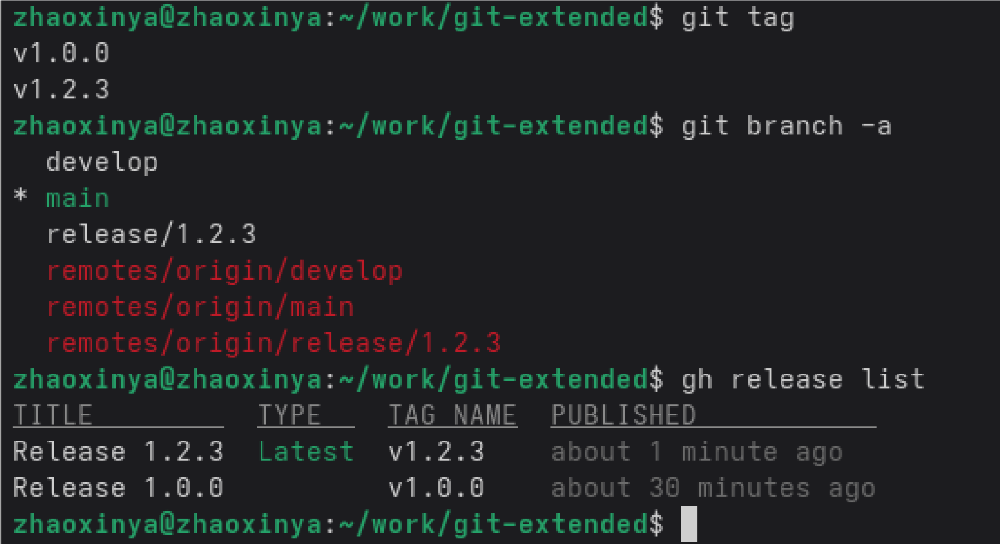 zhaoxinya@zhaoxinya:~/work/git-extended$ git tag
v1.0.0
v1.2.3
zhaoxinya@zhaoxinya:~/work/git-extended$ git branch -a
  develop
* main
  release/1.2.3
  remotes/origin/develop
  remotes/origin/main
  remotes/origin/release/1.2.3
zhaoxinya@zhaoxinya:~/work/git-extended$ gh release list
TITLE          TYPE    TAG NAME  PUBLISHED
Release 1.2.3  Latest  v1.2.3    about 1 minute ago
Release 1.0.0          v1.0.0    about 30 minutes ago
zhaoxinya@zhaoxinya:~/work/git-extended$